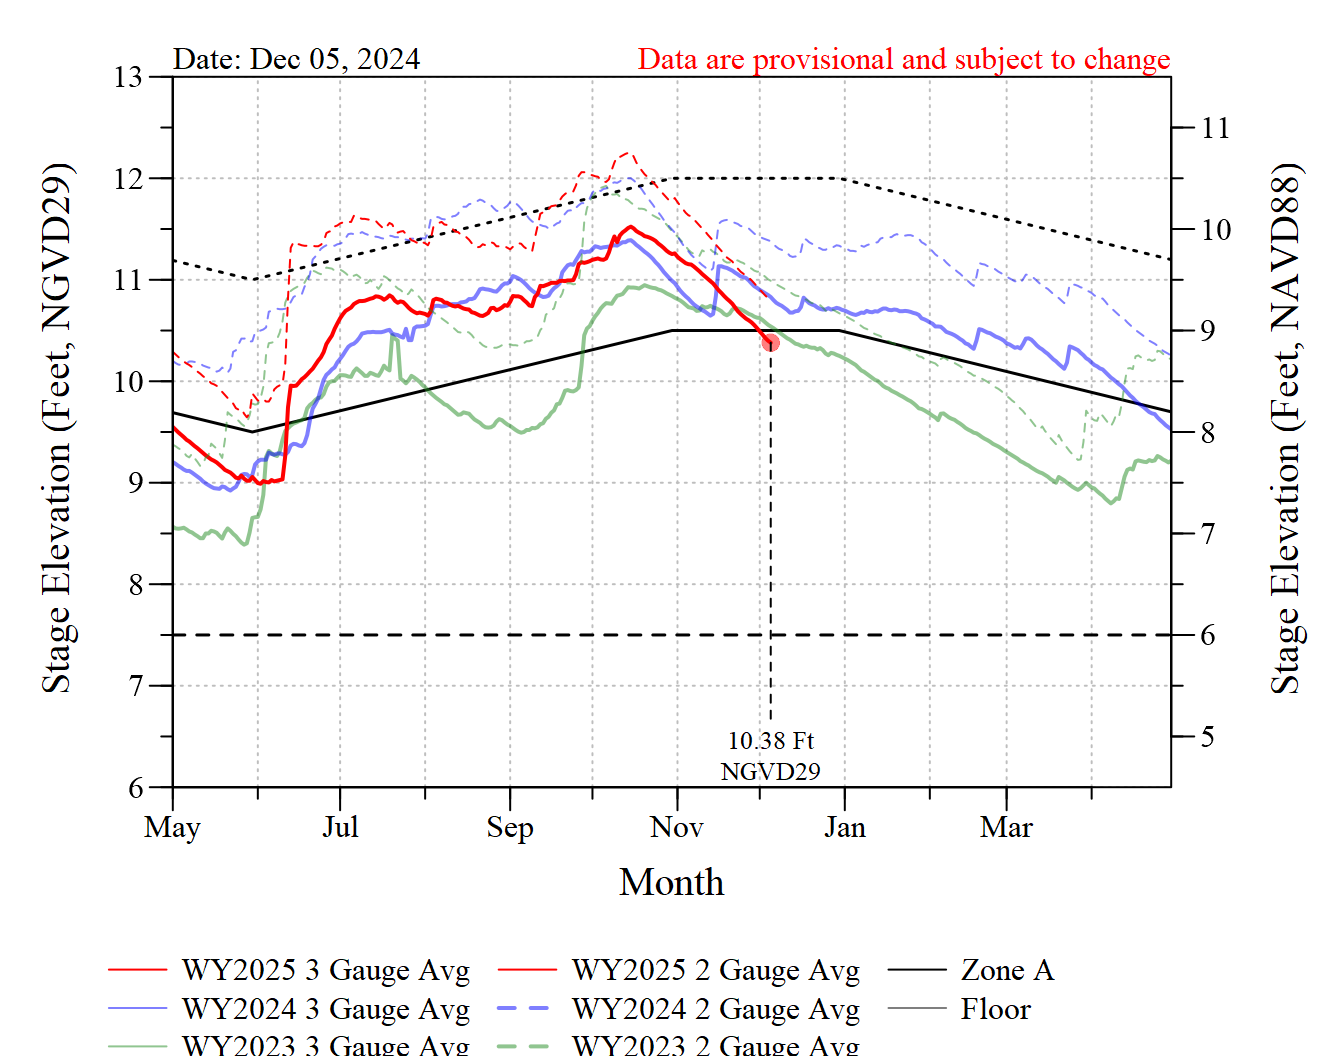 Date: Dec 05, 2024
Data are provisional and subject to change
Stage Elevation (Feet, NGVD29)
13
12
11
10
9
8
7
6
11
10
9
8
7
6
5
Stage Elevation (Feet, NAVD88)
10.38 Ft
NGVD29
May Jul Sep Nov Jan Mar
Month
WY2025 3 Gauge Avg WY2025 2 Gauge Avg Zone A
WY2024 3 Gauge Avg WY2024 2 Gauge Avg Floor
WY2023 3 Gauge Avg WY2023 2 Gauge Avg